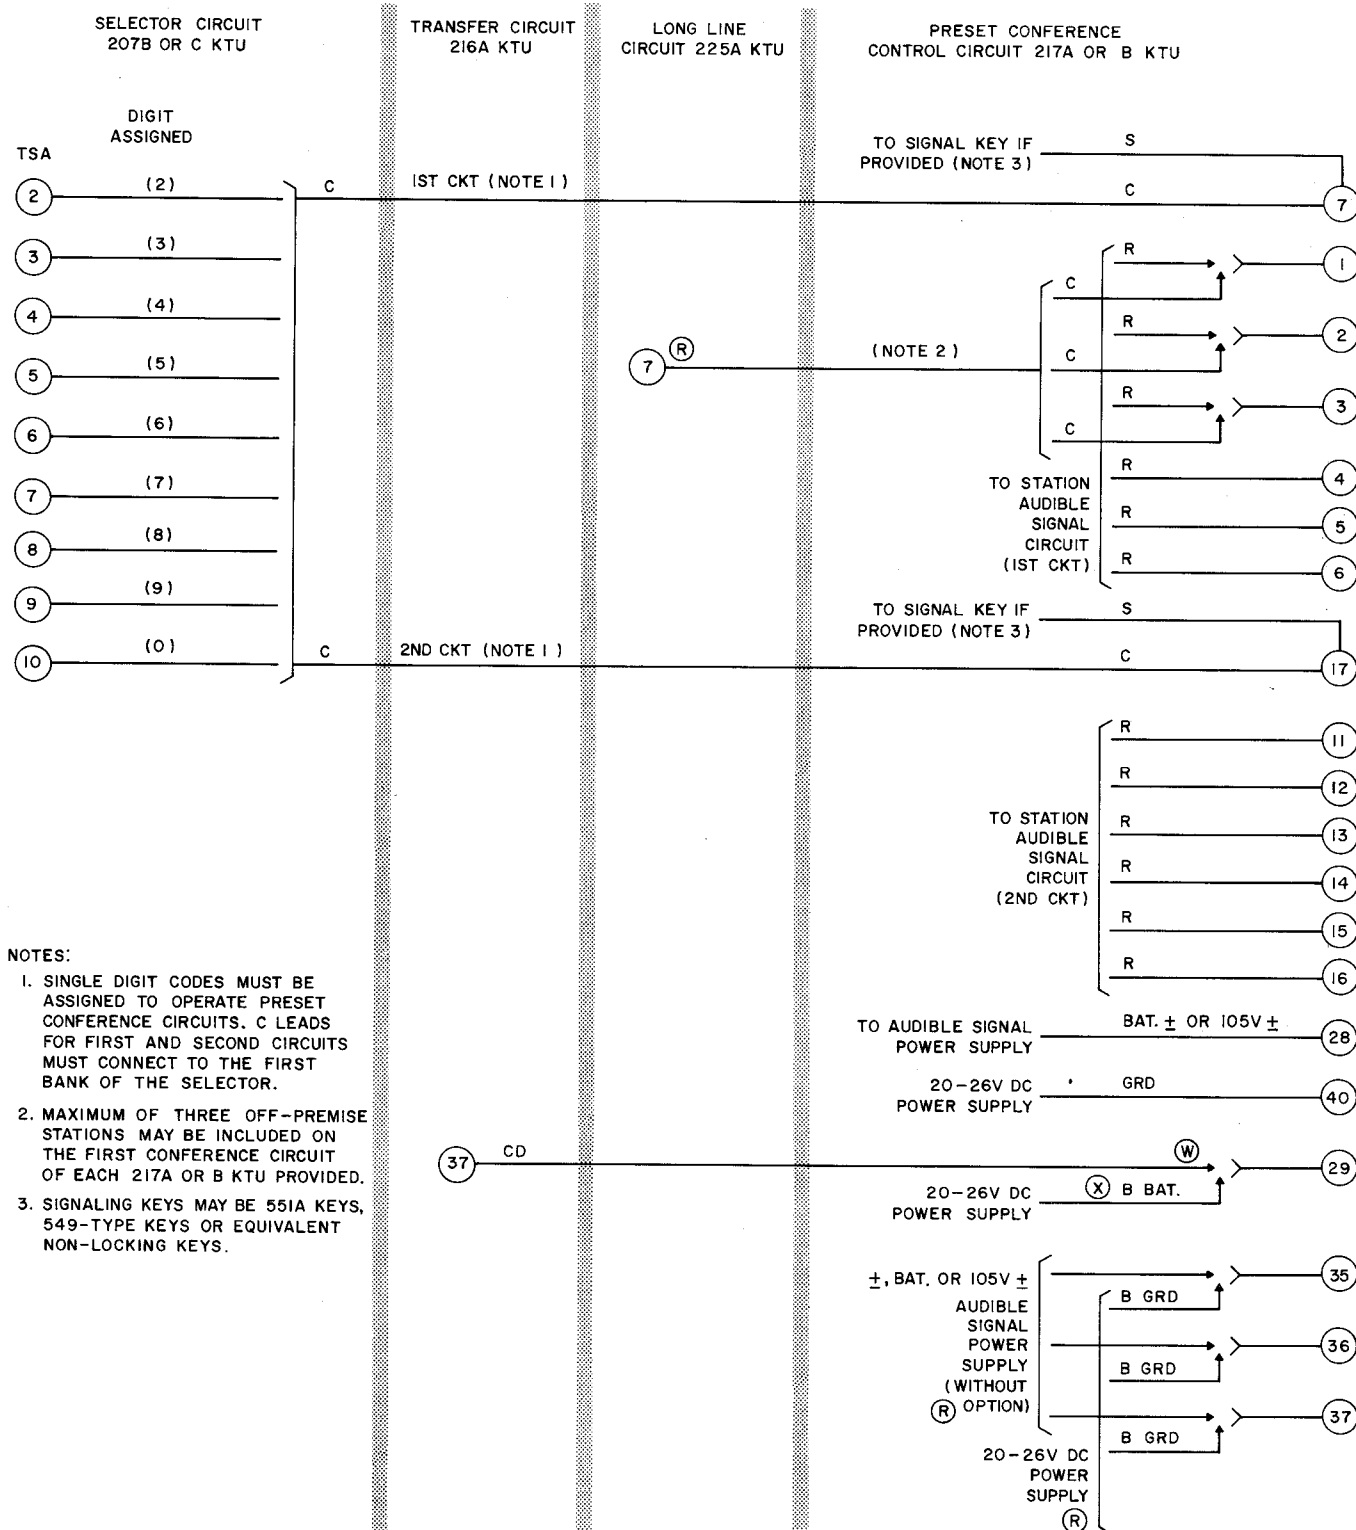 SELECTOR CIRCUIT
207B OR C KTU
TRANSFER CIRCUIT
216A KTU
LONG LINE
CIRCUIT 225A KTU
PRESET CONFERENCE
CONTROL CIRCUIT 217A OR B KTU
DIGIT
ASSIGNED
TSA
2 (2) C 1ST CKT (NOTE 1)
TO SIGNAL KEY IF
PROVIDED (NOTE 3)
S
C 7
3 (3)
4 (4)
5 (5)
6 (6)
7 (7)
8 (8)
9 (9)
10 (0) C 2ND CKT (NOTE 1)
7 R (NOTE 2)
C R 1
C R 2
C R 3
TO STATION
AUDIBLE
SIGNAL
CIRCUIT
(1ST CKT)
R 4
R 5
R 6
TO SIGNAL KEY IF
PROVIDED (NOTE 3)
S
C 17
TO STATION
AUDIBLE
SIGNAL
CIRCUIT
(2ND CKT)
R 11
R 12
R 13
R 14
R 15
R 16
TO AUDIBLE SIGNAL
POWER SUPPLY
BAT. ± OR 105V ± 28
20-26V DC
POWER SUPPLY
GRD 40
37 CD W 29
20-26V DC
POWER SUPPLY
X B BAT.
±, BAT. OR 105V ±
AUDIBLE
SIGNAL
POWER
SUPPLY
(WITHOUT
R OPTION)
B GRD 35
B GRD 36
B GRD 37
20-26V DC
POWER
SUPPLY
R
NOTES:
1. SINGLE DIGIT CODES MUST BE
ASSIGNED TO OPERATE PRESET
CONFERENCE CIRCUITS. C LEADS
FOR FIRST AND SECOND CIRCUITS
MUST CONNECT TO THE FIRST
BANK OF THE SELECTOR.
2. MAXIMUM OF THREE OFF-PREMISE
STATIONS MAY BE INCLUDED ON
THE FIRST CONFERENCE CIRCUIT
OF EACH 217A OR B KTU PROVIDED.
3. SIGNALING KEYS MAY BE 551A KEYS,
549-TYPE KEYS OR EQUIVALENT
NON-LOCKING KEYS.